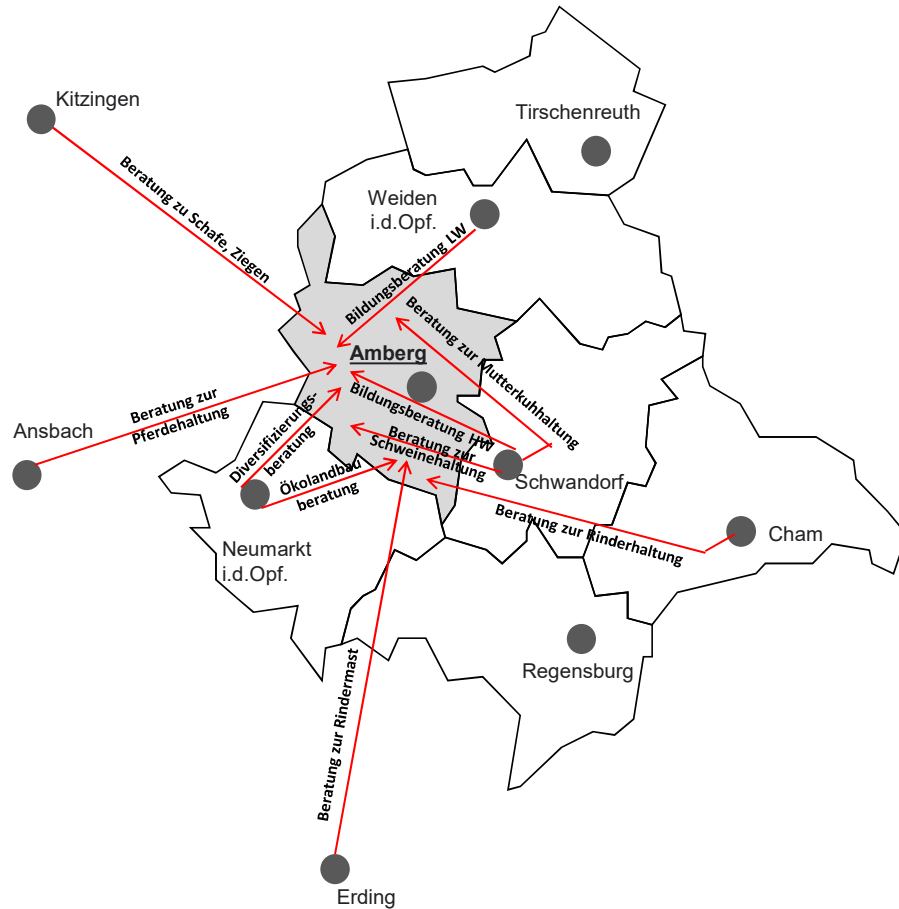 Kitzingen
Tirschenreuth
Beratung zu Schafe, Ziegen
Weiden
i.d.Opf.
Bildungsberatung LW
Beratung zur Mutterkuhhaltung
Amberg
Beratung zur
Pferdehaltung
Ansbach
Bildungsberatung HW
Diversifizierungs-
beratung
Beratung zur
Schweinehaltung
Ökolandbau
beratung
Schwandorf
Beratung zur Rinderhaltung
Cham
Neumarkt
i.d.Opf.
Regensburg
Beratung zur Rindermast
Erding